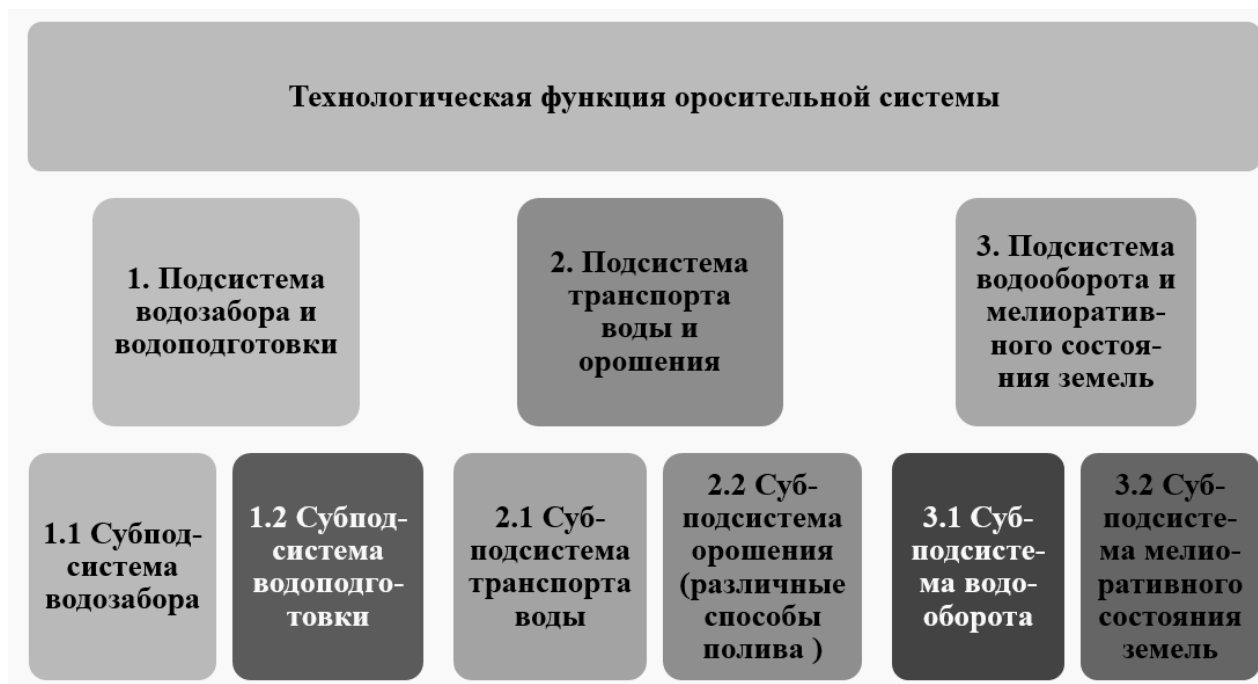 Технологическая функция оросительной системы
1. Подсистема
водозабора и
водоподготовки
2. Подсистема
транспорта
воды и
орошения
3. Подсистема
водооборота и
мелиоратив-
ного состоя-
ния земель
1.1 Субпод-
система
водозабора
1.2 Субпод-
система
водоподго-
товки
2.1 Суб-
подсистема
транспорта
воды
2.2 Суб-
подсистема
орошения
(различные
способы
полива )
3.1 Суб-
подсисте-
ма водо-
оборота
3.2 Суб-
подсисте-
ма мелио-
ративного
состояния
земель